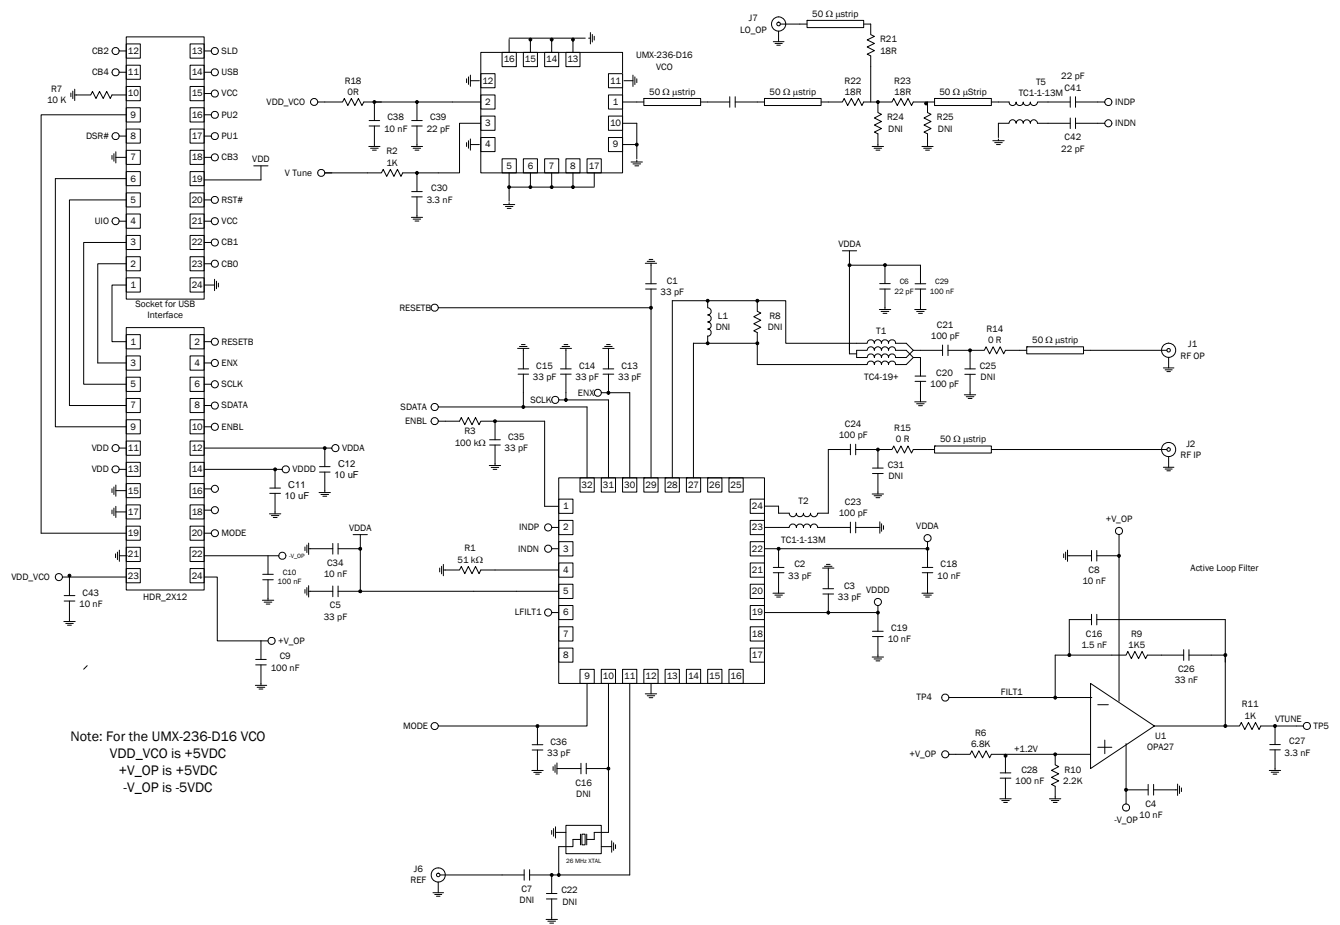 J7
LO_OP
50 Ω µstrip
R21
18R
UMX-236-D16
VCO
16 15 14 13
12
2
3
4
11
1
10
9
5 6 7 8 17
VDD_VCO
R18
0R
C38
10 nF
C39
22 pF
R2
1K
V Tune
C30
3.3 nF
50 Ω µstrip
50 Ω µstrip
R22
18R
R23
18R
R24
DNI
R25
DNI
50 Ω µStrip
T5
TC1-1-13M
22 pF
C41
INDP
INDN
C42
22 pF
CB2 12 13 SLD
CB4 11 14 USB
R7
10 K
10 15 VCC
9 16 PU2
DSR# 8 17 PU1
7 18 CB3
VDD
6 19
5 20 RST#
UIO 4 21 VCC
3 22 CB1
2 23 CB0
1 24
Socket for USB
Interface
1 2 RESETB
3 4 ENX
5 6 SCLK
7 8 SDATA
9 10 ENBL
VDD 11 12 VDDA
VDD 13 14 VDDD
C12
10 uF
C11
10 uF
15 16
17 18
19 20 MODE
21 22 -V_OP
VDD_VCO 23 24
HDR_2X12
C43
10 nF
C10
100 nF
+V_OP
C9
100 nF
Note: For the UMX-236-D16 VCO
VDD_VCO is +5VDC
+V_OP is +5VDC
-V_OP is -5VDC
RESETB
C1
33 pF
L1
DNI
R8
DNI
VDDA
C6
22 pF
C29
100 nF
T1
TC4-19+
C21
100 pF
C20
100 pF
R14
0 R
C25
DNI
50 Ω µstrip
J1
RF OP
C15
33 pF
C14
33 pF
C13
33 pF
SCLK
ENX
SDATA
ENBL
R3
100 kΩ
C35
33 pF
C24
100 pF
R15
0 R
C31
DNI
50 Ω µstrip
J2
RF IP
32 31 30 29 28 27 26 25
1
INDP 2
INDN 3
R1
51 kΩ
4
5
LFILT1 6
7
8
24
23
22
21
20
19
18
17
9 10 11 12 13 14 15 16
T2
TC1-1-13M
C23
100 pF
VDDA
C34
10 nF
C5
33 pF
VDDA
C2
33 pF
C3
33 pF
C18
10 nF
VDDD
C19
10 nF
MODE
C36
33 pF
C16
DNI
26 MHz XTAL
J6
REF
C7
DNI
C22
DNI
+V_OP
C8
10 nF
Active Loop Filter
C16
1.5 nF
R9
1K5
C26
33 nF
TP4
FILT1
R11
1K
VTUNE
TP5
C27
3.3 nF
U1
OPA27
+V_OP
R6
6.8K
+1.2V
C28
100 nF
R10
2.2K
C4
10 nF
-V_OP